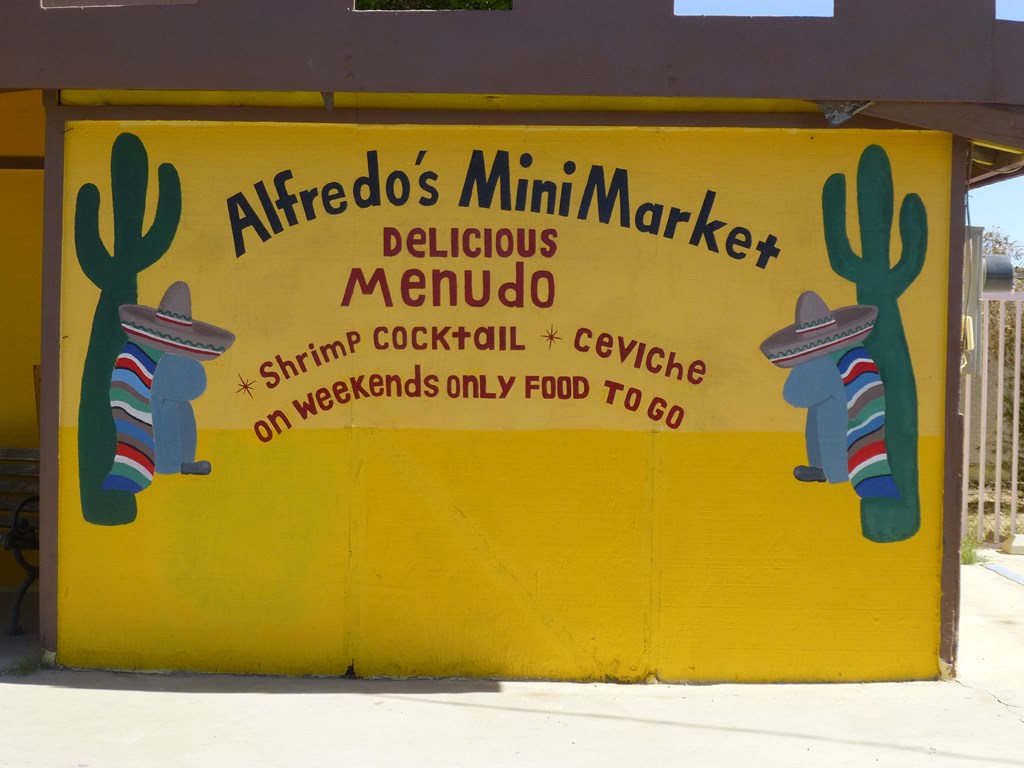 Alfredo's MiniMarket
DELICIOUS
Menudo
* Shrimp COCKtAIL * CeVICHe
ON WeeKeNDS ONLY FOOD TO GO